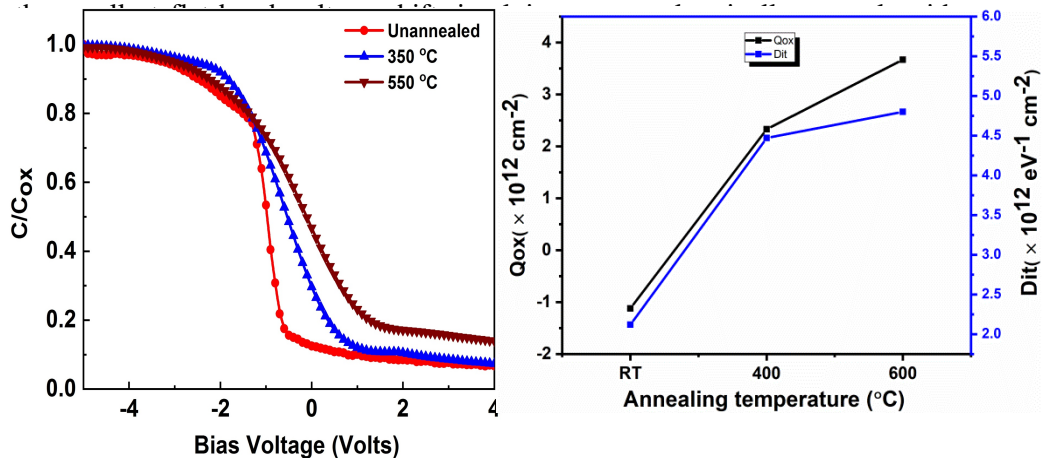 Unannealed
350 °C
550 °C
1.0
0.8
0.6
0.4
0.2
0.0
C/Cox
-4
-2
0
2
4
Bias Voltage (Volts)
Qox
Dit
4
3
2
1
0
-1
-2
Qox( × 10¹² cm-2)
6.0
5.5
5.0
4.5
4.0
3.5
3.0
2.5
2.0
Dit( × 10¹² eV⁻¹ cm⁻²)
RT
400
600
Annealing temperature (°C)